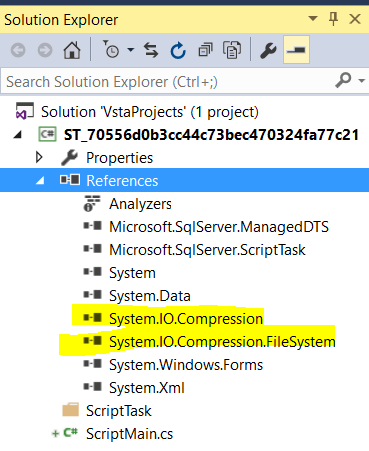 Solution Explorer
Search Solution Explorer (Ctrl+;)
Solution 'VstaProjects' (1 project)
ST_70556d0b3cc44c73bec470324fa77c21
Properties
References
Analyzers
Microsoft.SqlServer.ManagedDTS
Microsoft.SqlServer.ScriptTask
System
System.Data
System.IO.Compression
System.IO.Compression.FileSystem
System.Windows.Forms
System.Xml
ScriptTask
+ C# ScriptMain.cs